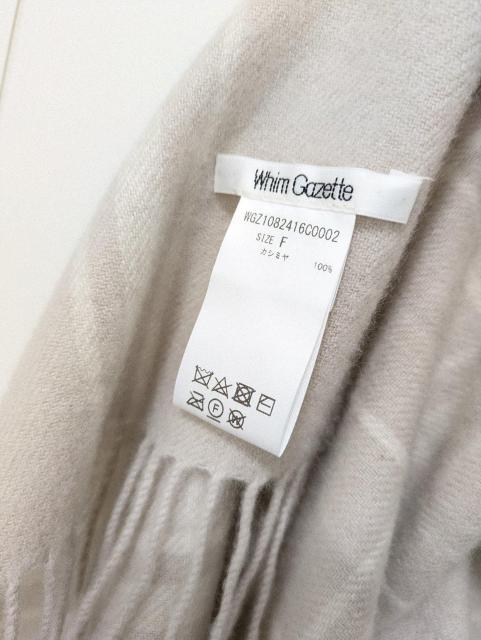 Whim Gazette
WGZ1082416C0002
SIZE F
カシミヤ 100%
F
W